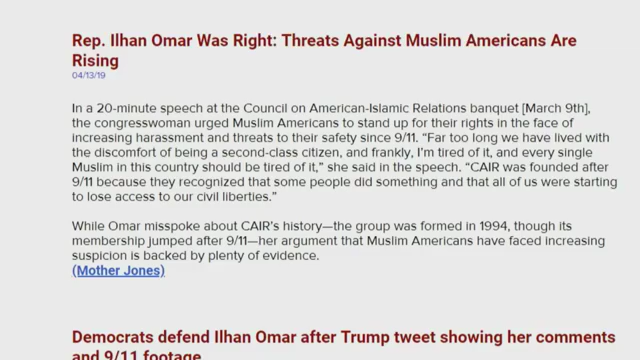 Rep. Ilhan Omar Was Right: Threats Against Muslim Americans Are
Rising
04/13/19
In a 20-minute speech at the Council on American-Islamic Relations banquet [March 9th],
the congresswoman urged Muslim Americans to stand up for their rights in the face of
increasing harassment and threats to their safety since 9/11. “Far too long we have lived with
the discomfort of being a second-class citizen, and frankly, I’m tired of it, and every single
Muslim in this country should be tired of it,” she said in the speech. “CAIR was founded after
9/11 because they recognized that some people did something and that all of us were starting
to lose access to our civil liberties.”
While Omar misspoke about CAIR’s history—the group was formed in 1994, though its
membership jumped after 9/11—her argument that Muslim Americans have faced increasing
suspicion is backed by plenty of evidence.
(Mother Jones)
Democrats defend Ilhan Omar after Trump tweet showing her comments
and 9/11 footage